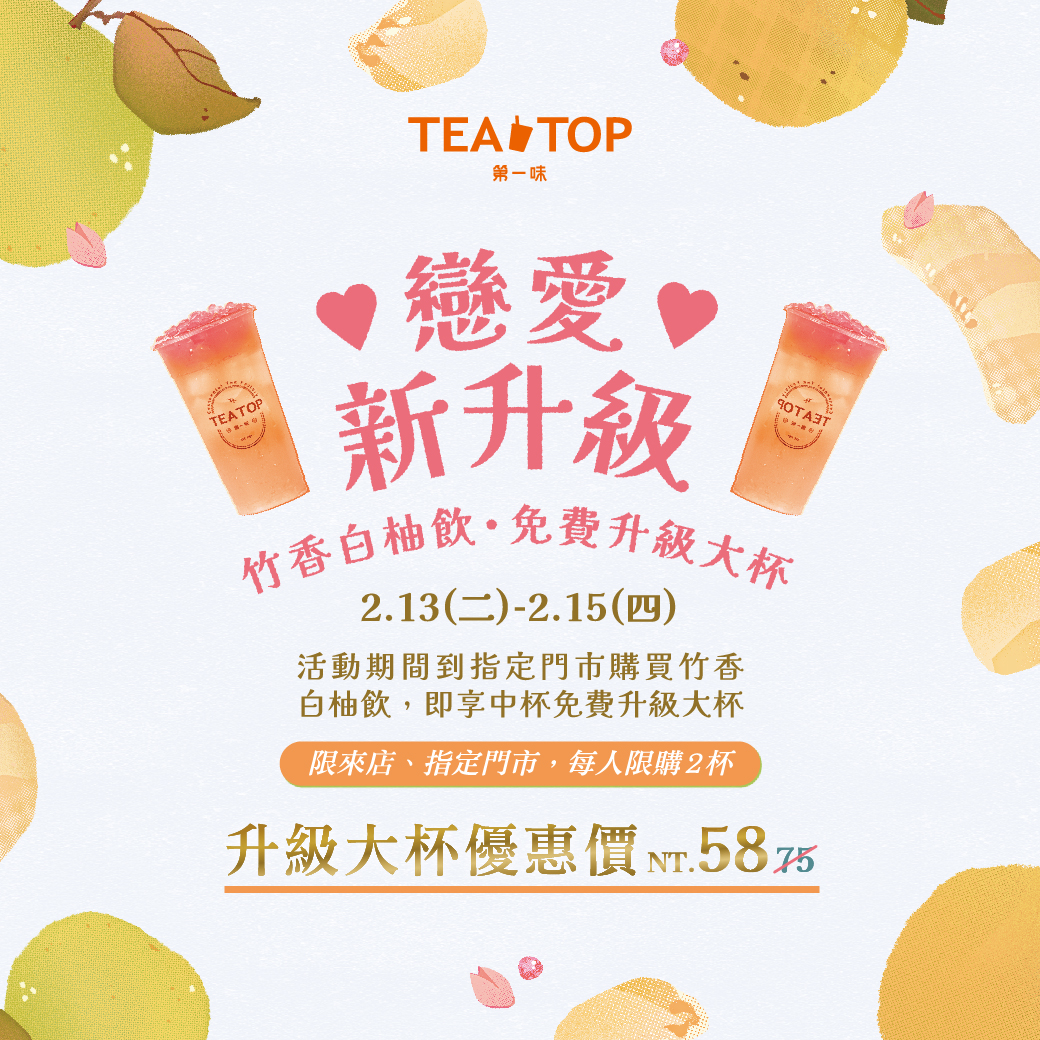 TEA TOP
第一味
戀愛
新升級
TEA TOP
TEA TOP
竹香白柚飲・免費升級大杯
2.13(二)-2.15(四)
活動期間到指定門市購買竹香
白柚飲，即享中杯免費升級大杯
限來店、指定門市，每人限購2杯
升級大杯優惠價 NT.58 75